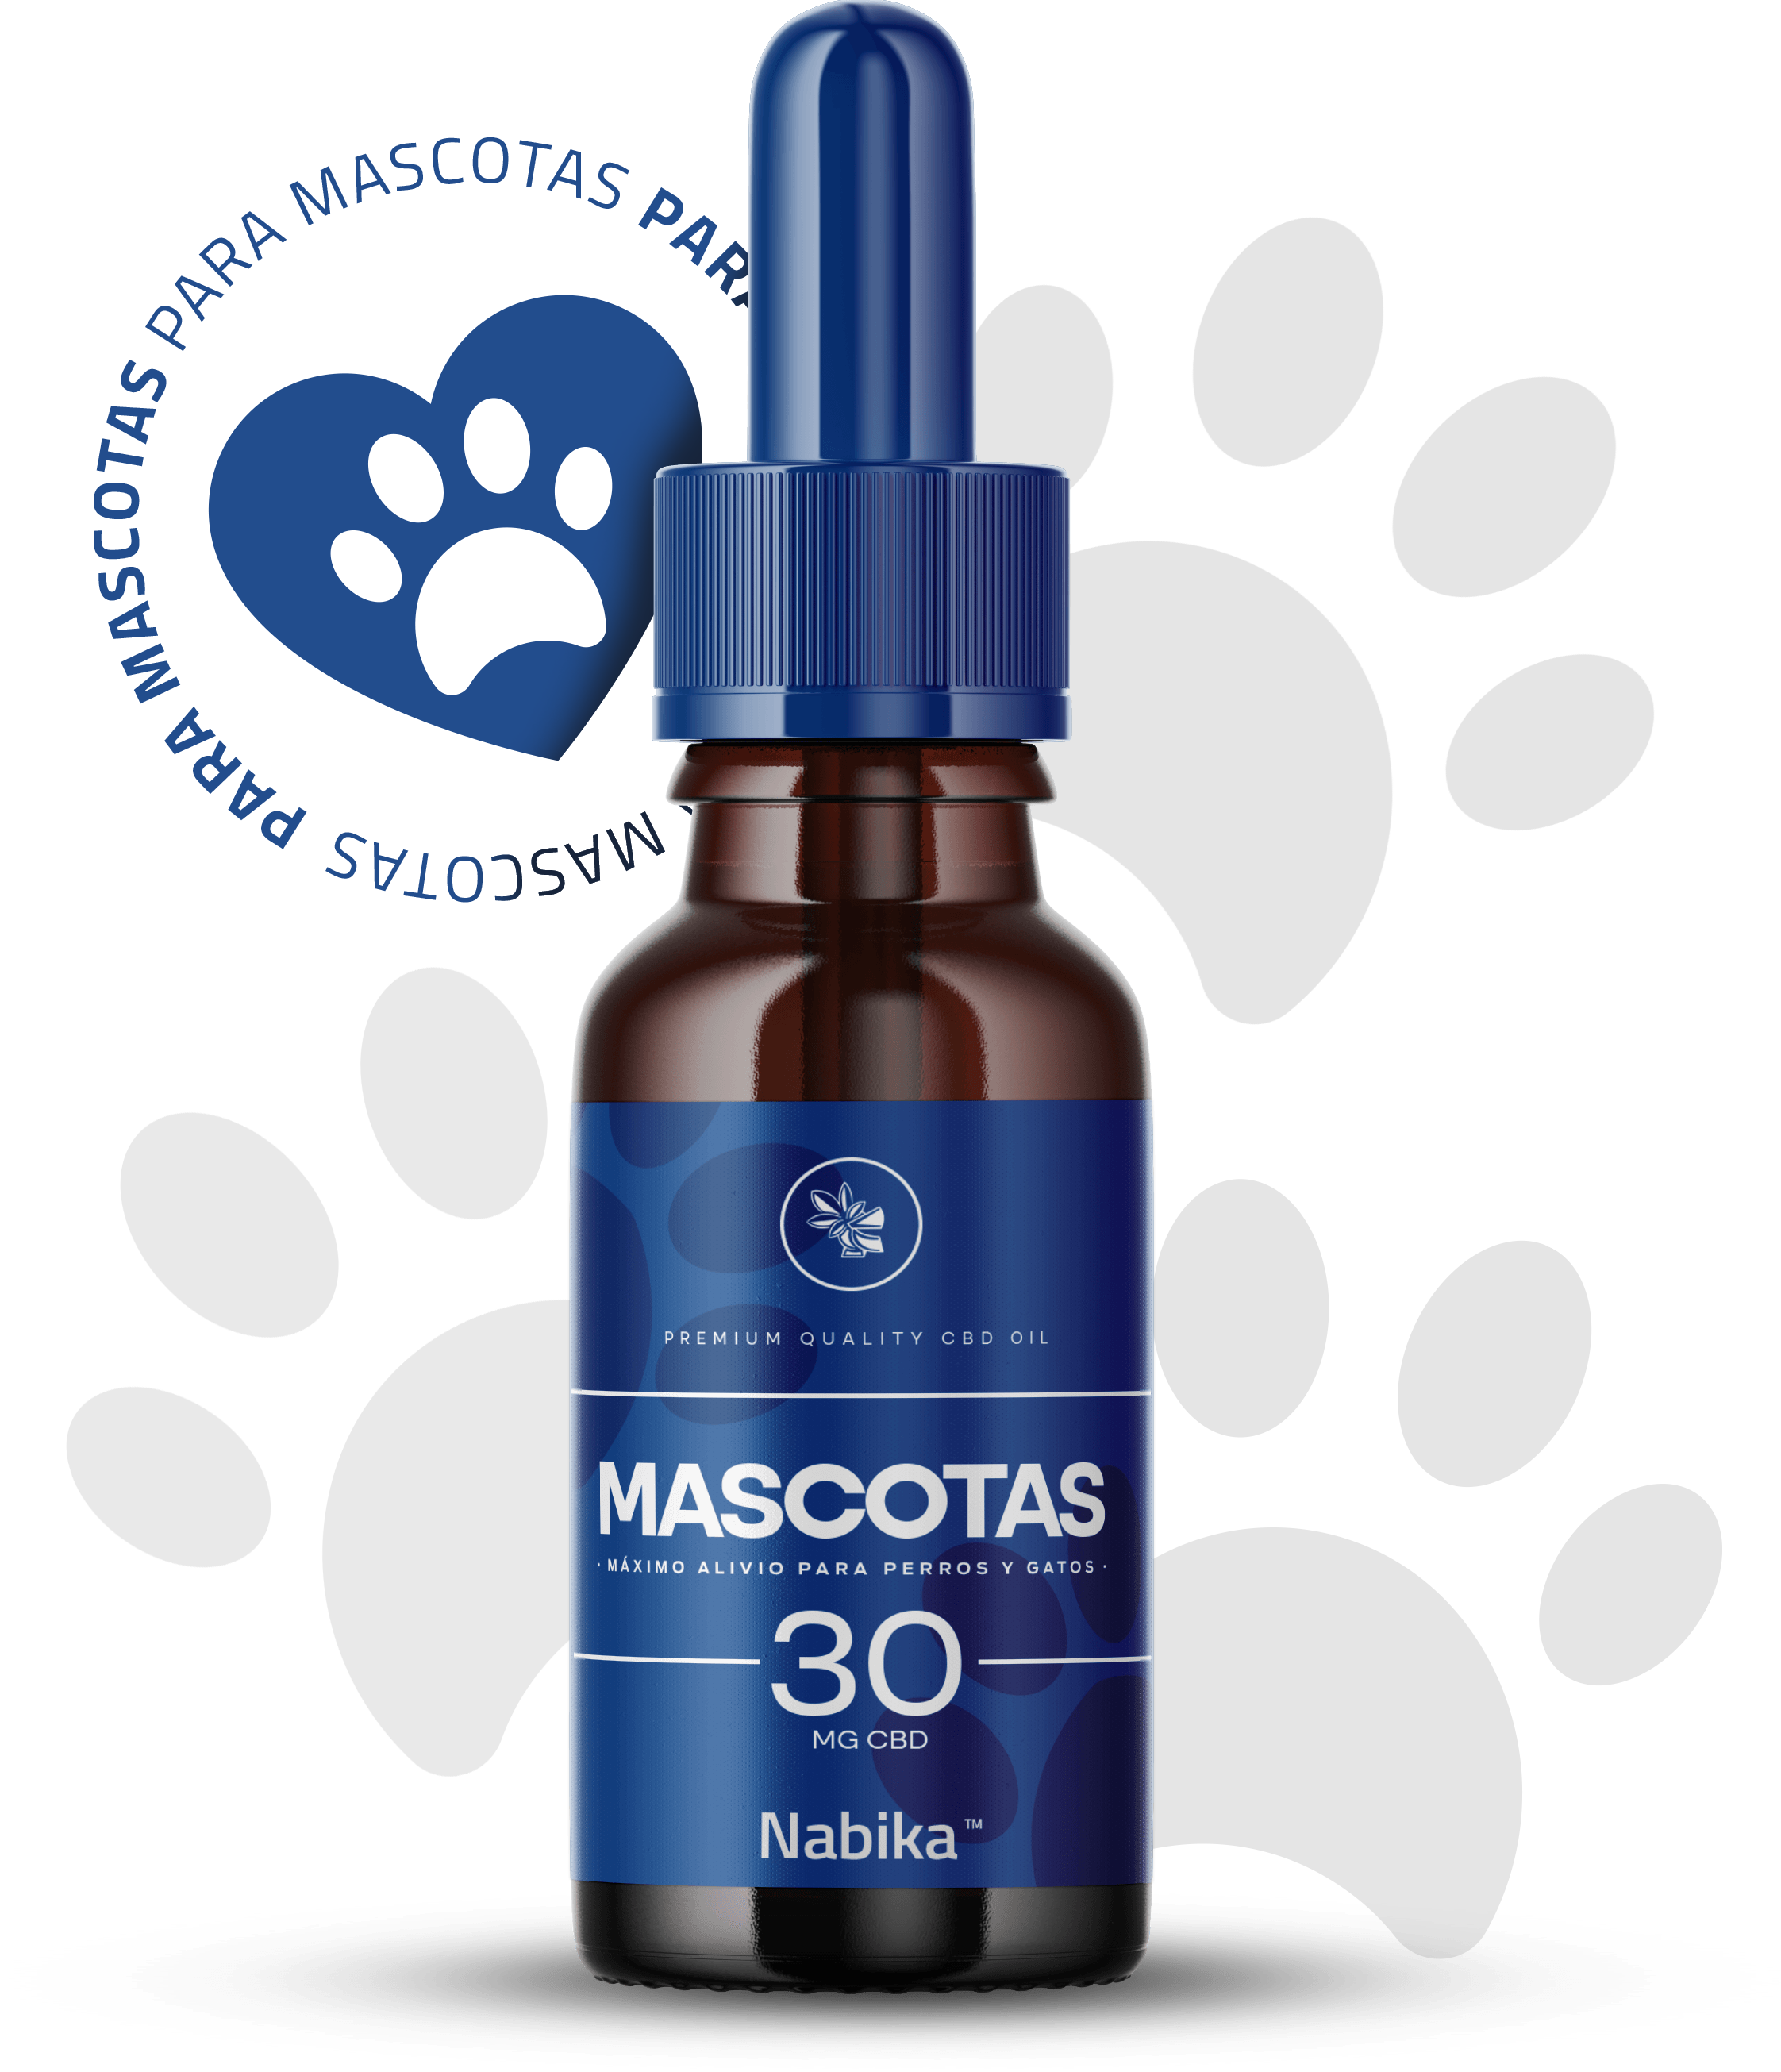 PARA MASCOTAS PARA MASCOTAS
MASCOTAS
PREMIUM QUALITY CBD OIL
MASCOTAS
· MÁXIMO ALIVIO PARA PERROS Y GATOS ·
30
MG CBD
Nabika™